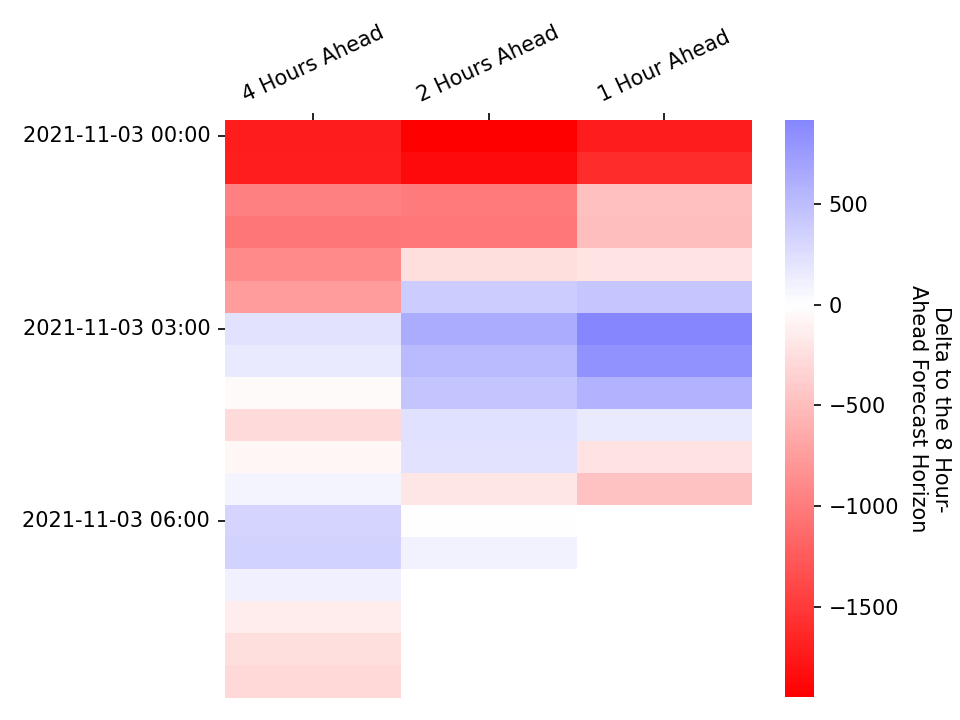 4 Hours Ahead
2 Hours Ahead
1 Hour Ahead
2021-11-03 00:00
2021-11-03 03:00
2021-11-03 06:00
500
0
−500
−1000
−1500
Delta to the 8 Hour-
Ahead Forecast Horizon